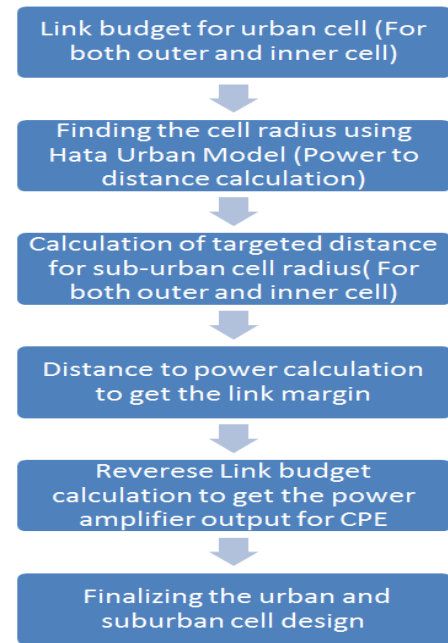 Link budget for urban cell (For
both outer and inner cell)
Finding the cell radius using
Hata Urban Model (Power to
distance calculation)
Calculation of targeted distance
for sub-urban cell radius( For
both outer and inner cell)
Distance to power calculation
to get the link margin
Reverese Link budget
calculation to get the power
amplifier output for CPE
Finalizing the urban and
suburban cell design